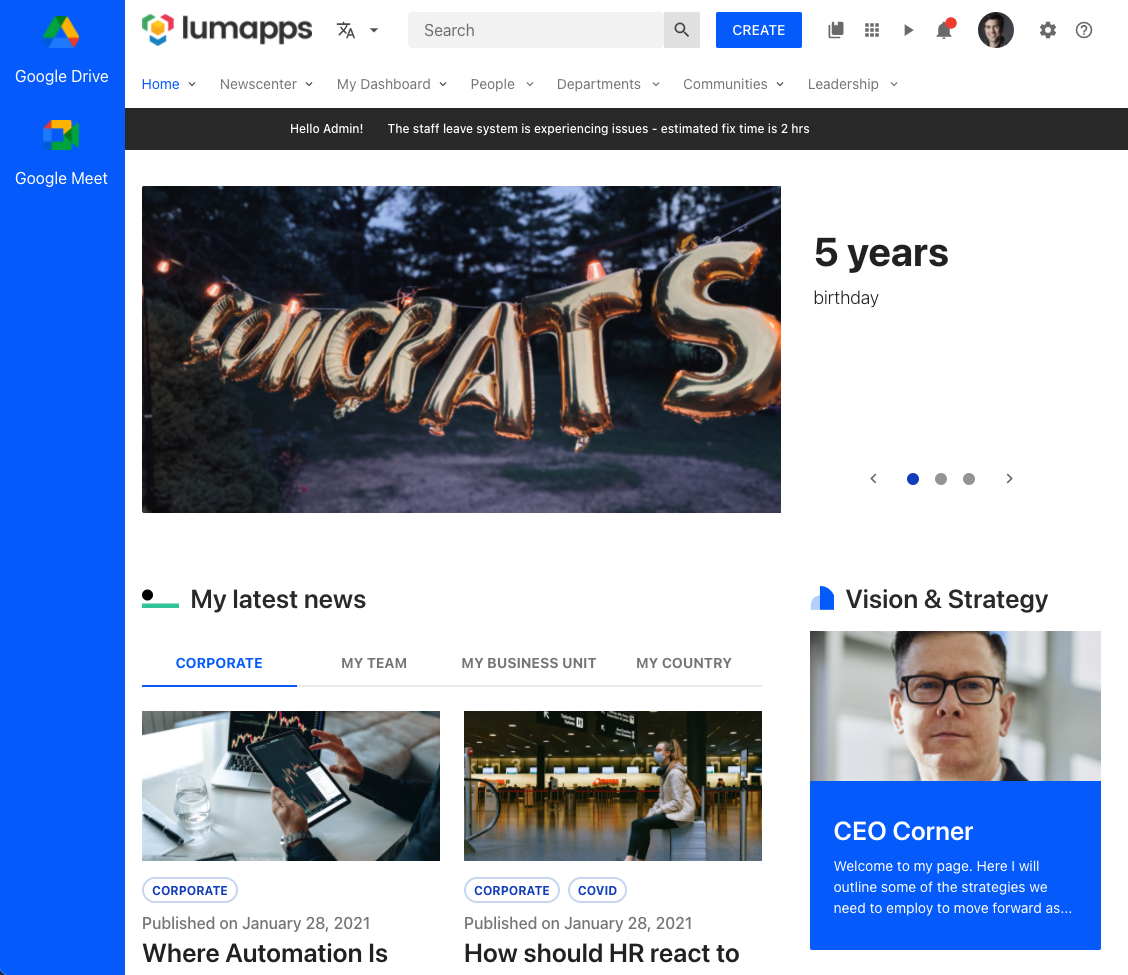 Google Drive
Google Meet
lumapps
Search
CREATE
Home
Newscenter
My Dashboard
People
Departments
Communities
Leadership
Hello Admin!
The staff leave system is experiencing issues - estimated fix time is 2 hrs
CONGRATS
5 years
birthday
My latest news
CORPORATE
MY TEAM
MY BUSINESS UNIT
MY COUNTRY
CORPORATE
Published on January 28, 2021
Where Automation Is
CORPORATE
COVID
Published on January 28, 2021
How should HR react to
Vision & Strategy
CEO Corner
Welcome to my page. Here I will
outline some of the strategies we
need to employ to move forward as...